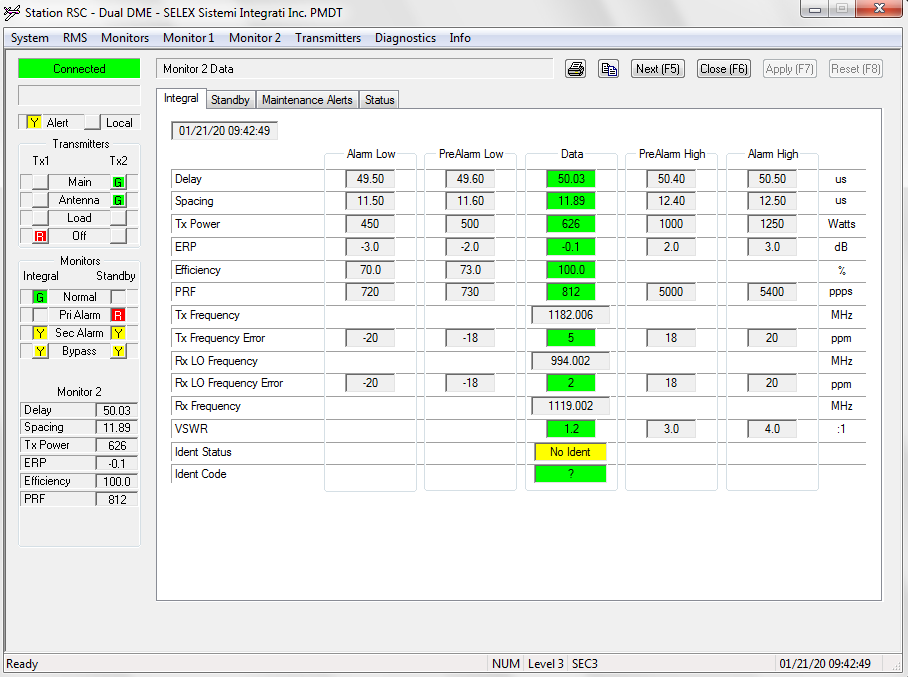 Station RSC - Dual DME - SELEX Sistemi Integrati Inc. PMDT
System RMS Monitors Monitor 1 Monitor 2 Transmitters Diagnostics Info
Connected
Monitor 2 Data
Next (F5) Close (F6) Apply (F7) Reset (F8)
Y Alert Local
Transmitters
Tx1 Tx2
Main G
Antenna G
Load
R Off
Monitors
Integral Standby
G Normal
Pri Alarm R
Y Sec Alarm Y
Y Bypass Y
Monitor 2
Delay 50.03
Spacing 11.89
Tx Power 626
ERP -0.1
Efficiency 100.0
PRF 812
Integral Standby Maintenance Alerts Status
01/21/20 09:42:49
Alarm Low PreAlarm Low Data PreAlarm High Alarm High
Delay 49.50 49.60 50.03 50.40 50.50 us
Spacing 11.50 11.60 11.89 12.40 12.50 us
Tx Power 450 500 626 1000 1250 Watts
ERP -3.0 -2.0 -0.1 2.0 3.0 dB
Efficiency 70.0 73.0 100.0 %
PRF 720 730 812 5000 5400 ppps
Tx Frequency 1182.006 MHz
Tx Frequency Error -20 -18 5 18 20 ppm
Rx LO Frequency 994.002 MHz
Rx LO Frequency Error -20 -18 2 18 20 ppm
Rx Frequency 1119.002 MHz
VSWR 1.2 3.0 4.0 :1
Ident Status No Ident
Ident Code ?
Ready NUM Level 3 SEC3 01/21/20 09:42:49